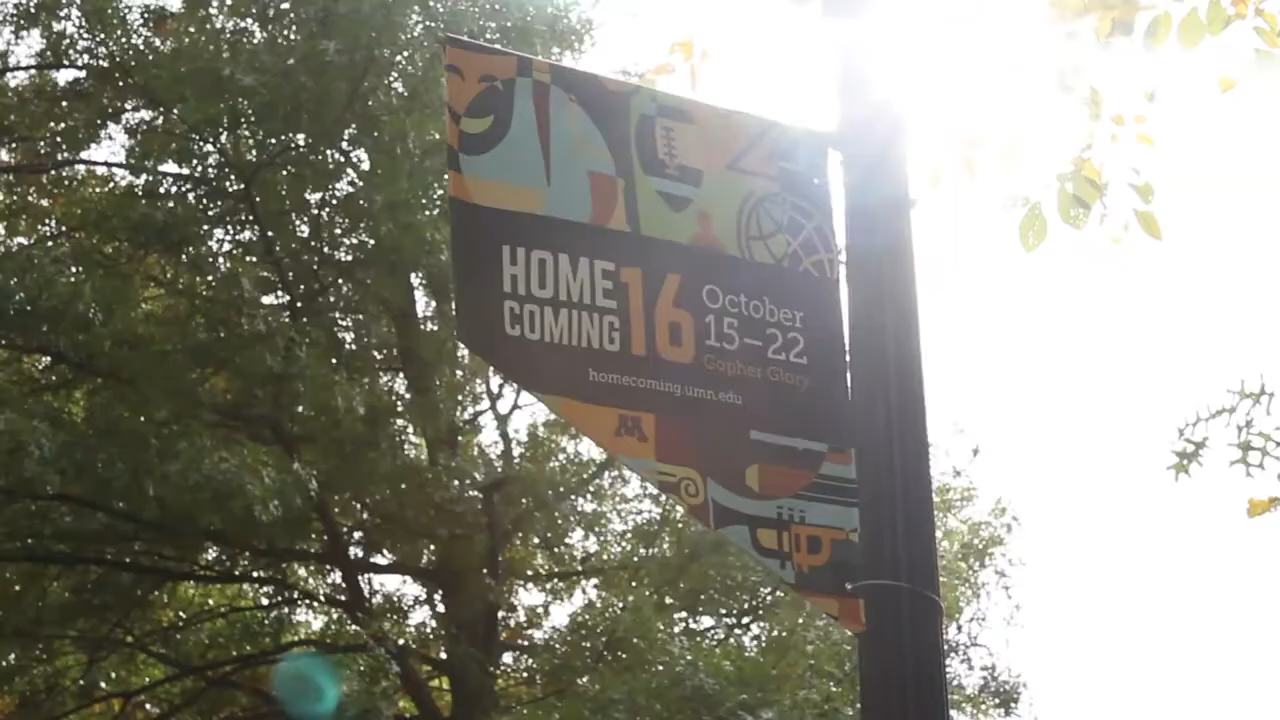 HOME
COMING
16
October
15–22
Gopher Glory
homecoming.umn.edu
M